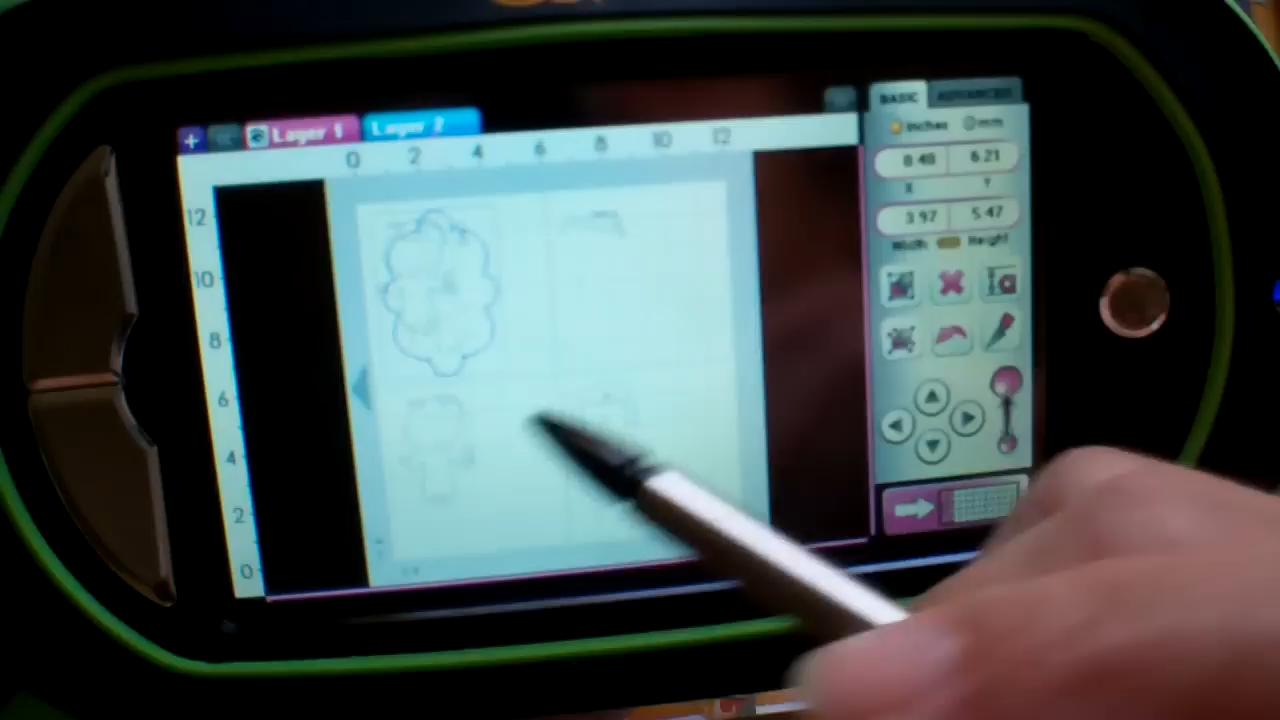 + Layer 1 Layer 2
BASIC ADVANCED
inches mm
0 2 4 6 8 10 12
8.48 6.21
X Y
3.97 5.47
Width Height
12
10
8
6
4
2
0